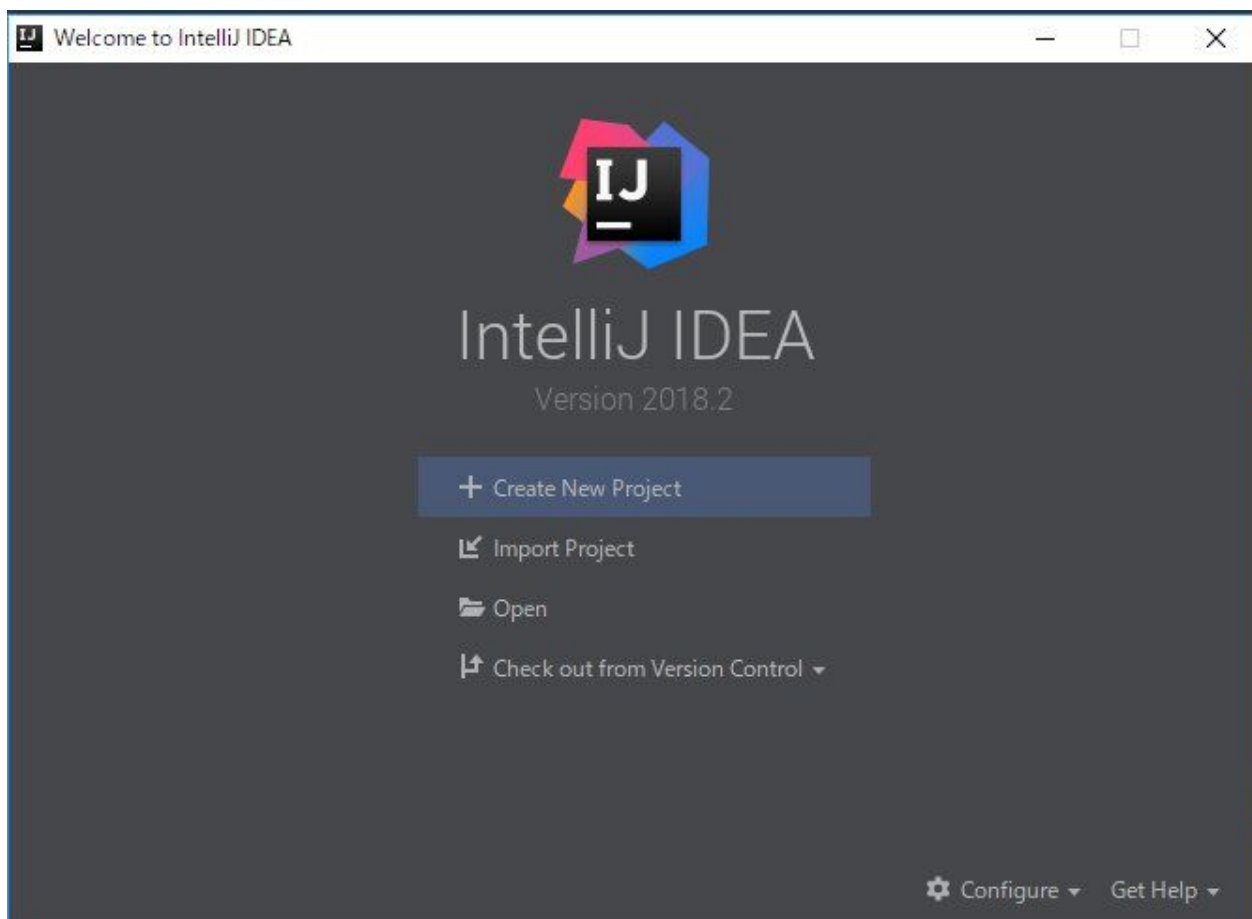 Welcome to IntelliJ IDEA
IJ
IntelliJ IDEA
Version 2018.2
Create New Project
Import Project
Open
Check out from Version Control
Configure
Get Help